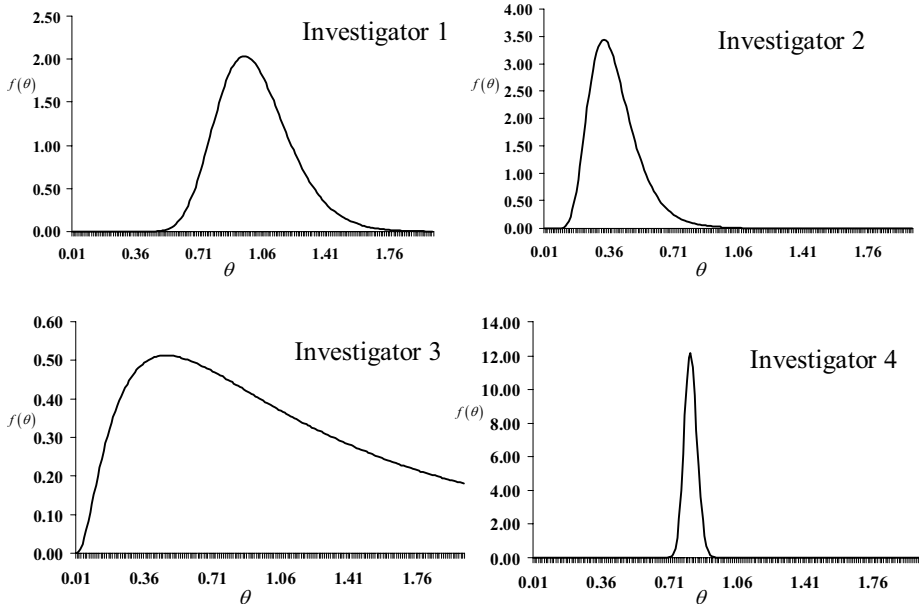 Investigator 1
2.50
2.00
f(θ)
1.50
1.00
0.50
0.00
0.01 0.36 0.71 1.06 1.41 1.76
θ
Investigator 2
4.00
3.50
3.00
f(θ)
2.50
2.00
1.50
1.00
0.50
0.00
0.01 0.36 0.71 1.06 1.41 1.76
θ
Investigator 3
0.60
0.50
0.40
f(θ)
0.30
0.20
0.10
0.00
0.01 0.36 0.71 1.06 1.41 1.76
θ
Investigator 4
14.00
12.00
10.00
f(θ)
8.00
6.00
4.00
2.00
0.00
0.01 0.36 0.71 1.06 1.41 1.76
θ